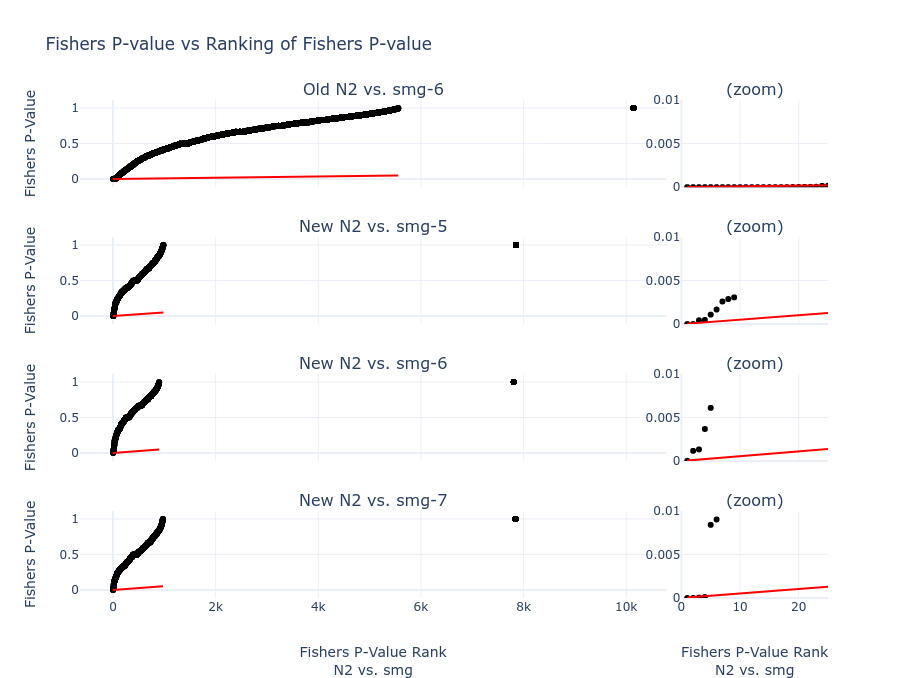 Fishers P-value vs Ranking of Fishers P-value
Old N2 vs. smg-6
(zoom)
Fishers P-Value
1
0.5
0
0.01
0.005
0
New N2 vs. smg-5
(zoom)
Fishers P-Value
1
0.5
0
0.01
0.005
0
New N2 vs. smg-6
(zoom)
Fishers P-Value
1
0.5
0
0.01
0.005
0
New N2 vs. smg-7
(zoom)
Fishers P-Value
1
0.5
0
0.01
0.005
0
0 2k 4k 6k 8k 10k
0 10 20
Fishers P-Value Rank
N2 vs. smg
Fishers P-Value Rank
N2 vs. smg